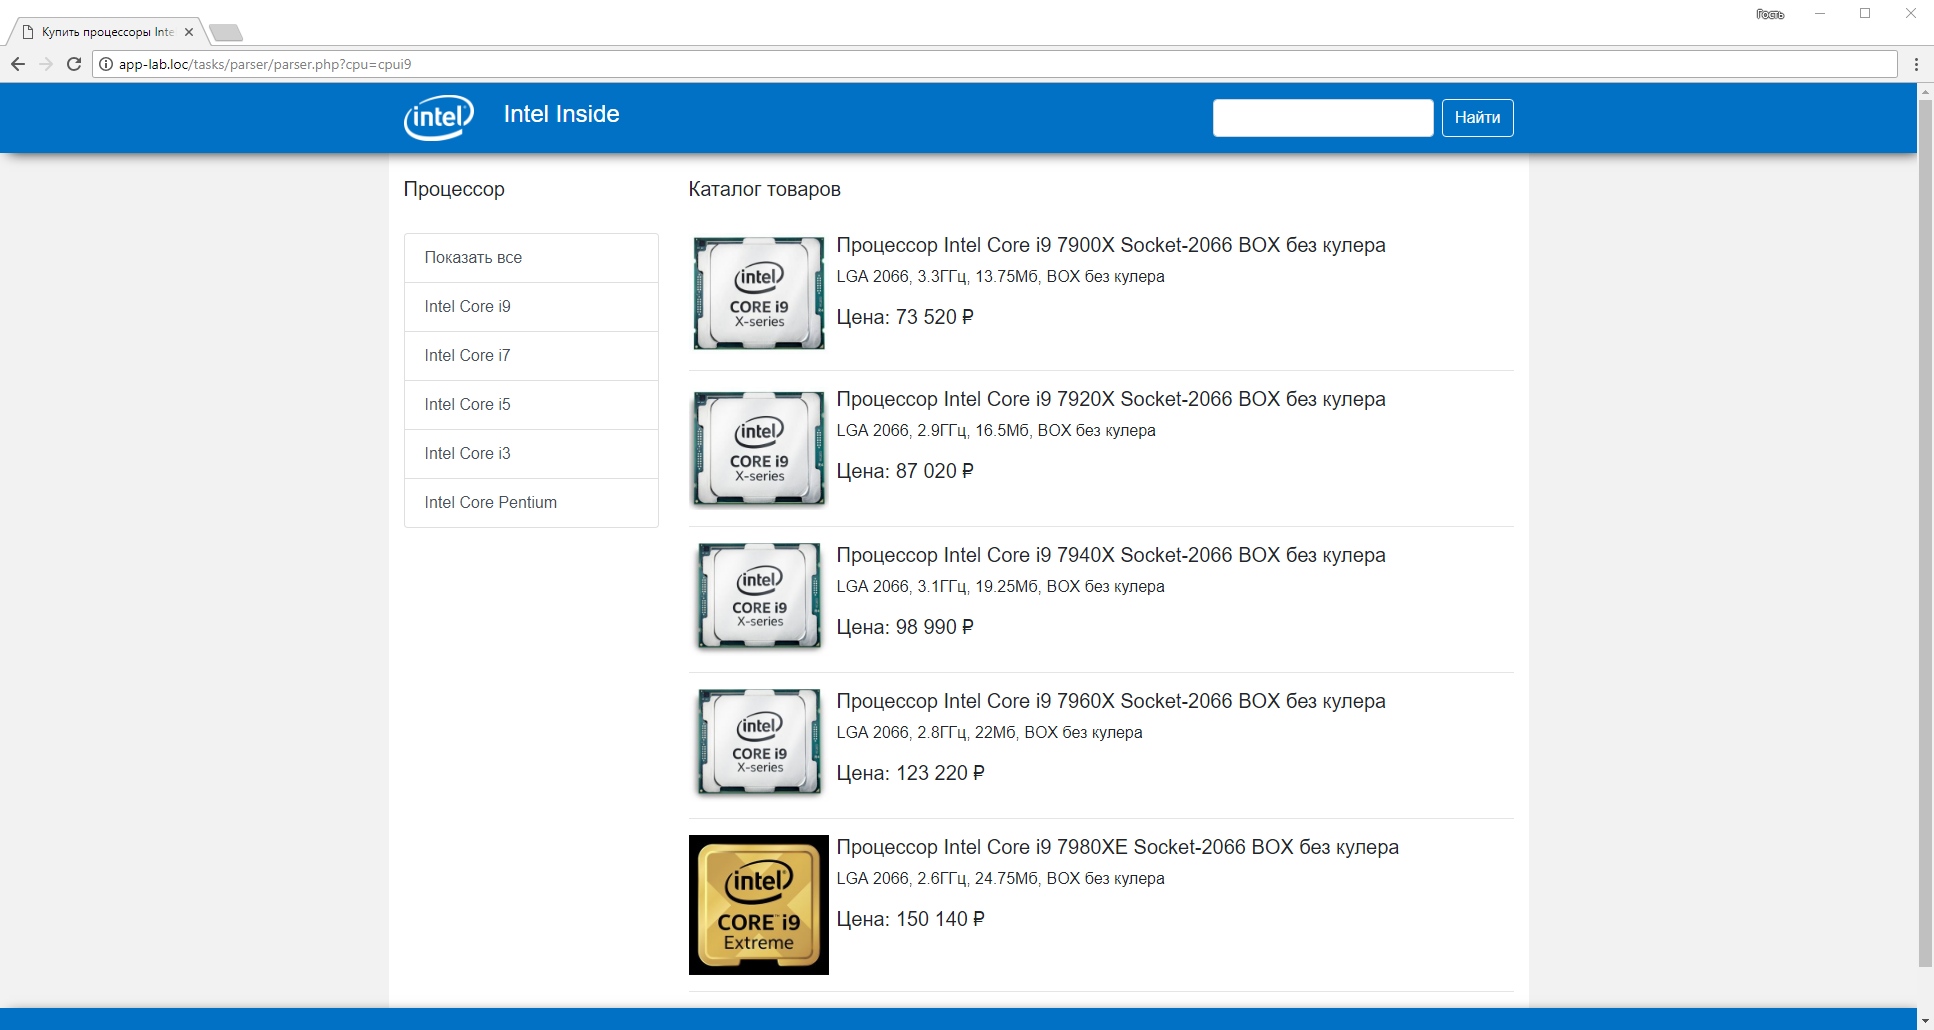 Гость
Купить процессоры Inte
app-lab.loc/tasks/parser/parser.php?cpu=cpui9
intel
Intel Inside
Найти
Процессор
Показать все
Intel Core i9
Intel Core i7
Intel Core i5
Intel Core i3
Intel Core Pentium
Каталог товаров
intel
CORE i9
X-series
Процессор Intel Core i9 7900X Socket-2066 BOX без кулера
LGA 2066, 3.3ГГц, 13.75Мб, BOX без кулера
Цена: 73 520 ₽
intel
CORE i9
X-series
Процессор Intel Core i9 7920X Socket-2066 BOX без кулера
LGA 2066, 2.9ГГц, 16.5Мб, BOX без кулера
Цена: 87 020 ₽
intel
CORE i9
X-series
Процессор Intel Core i9 7940X Socket-2066 BOX без кулера
LGA 2066, 3.1ГГц, 19.25Мб, BOX без кулера
Цена: 98 990 ₽
intel
CORE i9
X-series
Процессор Intel Core i9 7960X Socket-2066 BOX без кулера
LGA 2066, 2.8ГГц, 22Мб, BOX без кулера
Цена: 123 220 ₽
intel
CORE™ i9
Extreme
Процессор Intel Core i9 7980XE Socket-2066 BOX без кулера
LGA 2066, 2.6ГГц, 24.75Мб, BOX без кулера
Цена: 150 140 ₽